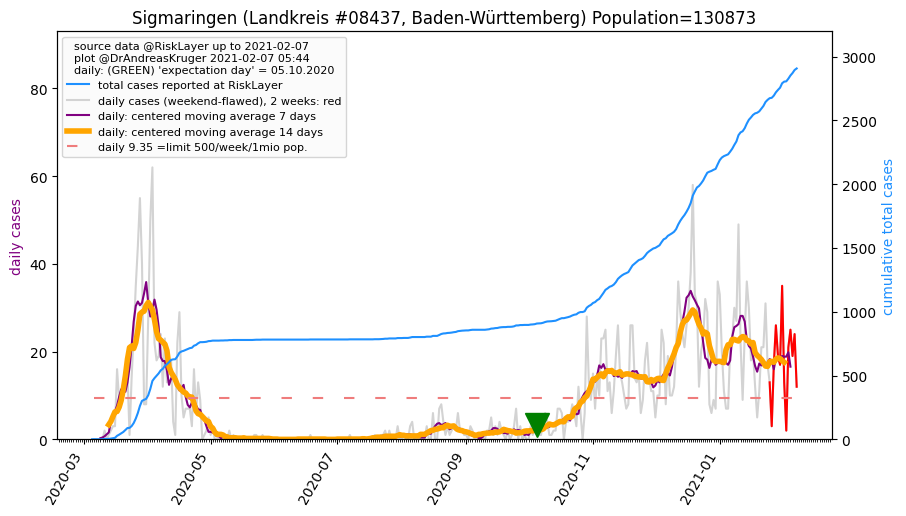 Sigmaringen (Landkreis #08437, Baden-Württemberg) Population=130873
source data @RiskLayer up to 2021-02-07
plot @DrAndreasKruger 2021-02-07 05:44
daily: (GREEN) 'expectation day' = 05.10.2020
total cases reported at RiskLayer
daily cases (weekend-flawed), 2 weeks: red
daily: centered moving average 7 days
daily: centered moving average 14 days
daily 9.35 =limit 500/week/1mio pop.
daily cases
80
60
40
20
0
cumulative total cases
3000
2500
2000
1500
1000
500
0
2020-03
2020-05
2020-07
2020-09
2020-11
2021-01